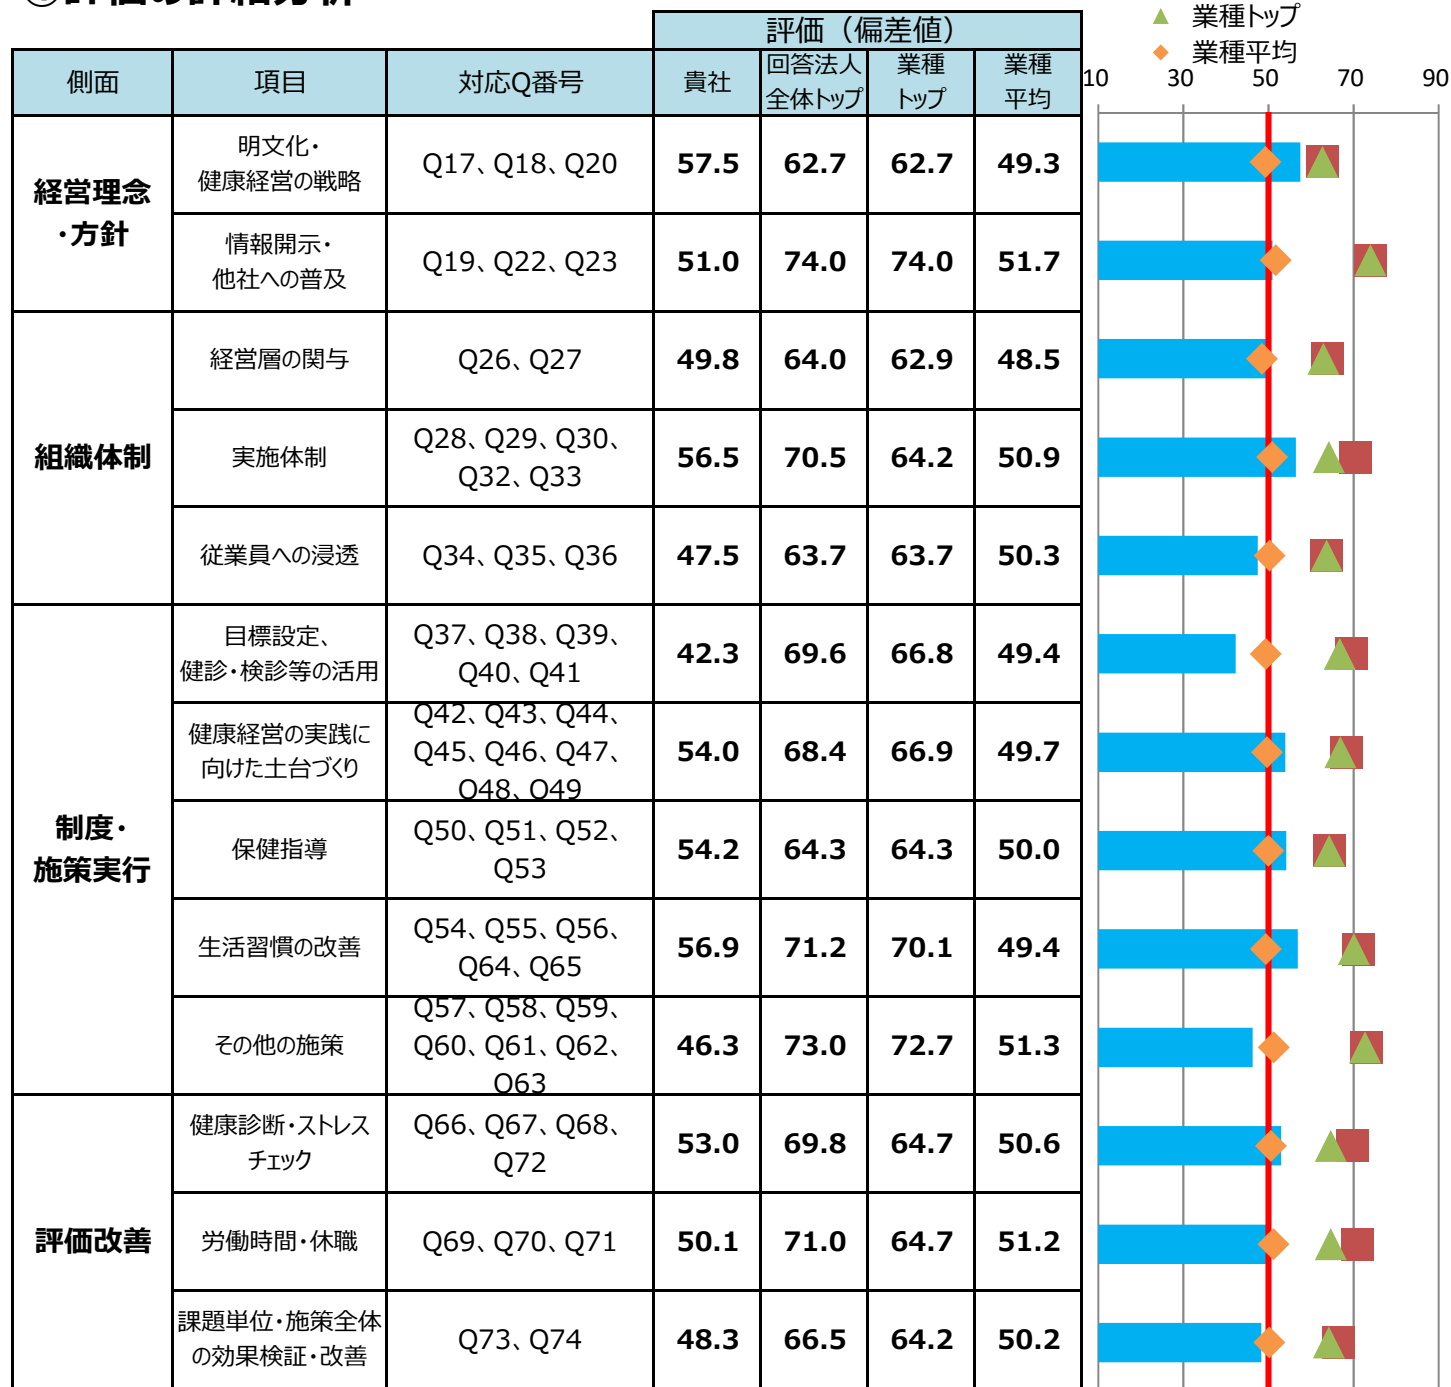 業種トップ
評価（偏差値）
業種平均
側面 項目 対応Q番号 貴社 回答法人 業種 業種
全体トップ トップ 平均
10 30 50 70 90
経営理念
・方針
明文化・
健康経営の戦略
Q17、Q18、Q20 57.5 62.7 62.7 49.3
情報開示・
他社への普及
Q19、Q22、Q23 51.0 74.0 74.0 51.7
組織体制
経営層の関与 Q26、Q27 49.8 64.0 62.9 48.5
実施体制
Q28、Q29、Q30、
Q32、Q33
56.5 70.5 64.2 50.9
従業員への浸透 Q34、Q35、Q36 47.5 63.7 63.7 50.3
制度・
施策実行
目標設定、
健診・検診等の活用
Q37、Q38、Q39、
Q40、Q41
42.3 69.6 66.8 49.4
健康経営の実践に
向けた土台づくり
Q42、Q43、Q44、
Q45、Q46、Q47、
Q48、Q49
54.0 68.4 66.9 49.7
保健指導
Q50、Q51、Q52、
Q53
54.2 64.3 64.3 50.0
生活習慣の改善
Q54、Q55、Q56、
Q64、Q65
56.9 71.2 70.1 49.4
その他の施策
Q57、Q58、Q59、
Q60、Q61、Q62、
Q63
46.3 73.0 72.7 51.3
評価改善
健康診断・ストレス
チェック
Q66、Q67、Q68、
Q72
53.0 69.8 64.7 50.6
労働時間・休職 Q69、Q70、Q71 50.1 71.0 64.7 51.2
課題単位・施策全体
の効果検証・改善
Q73、Q74 48.3 66.5 64.2 50.2